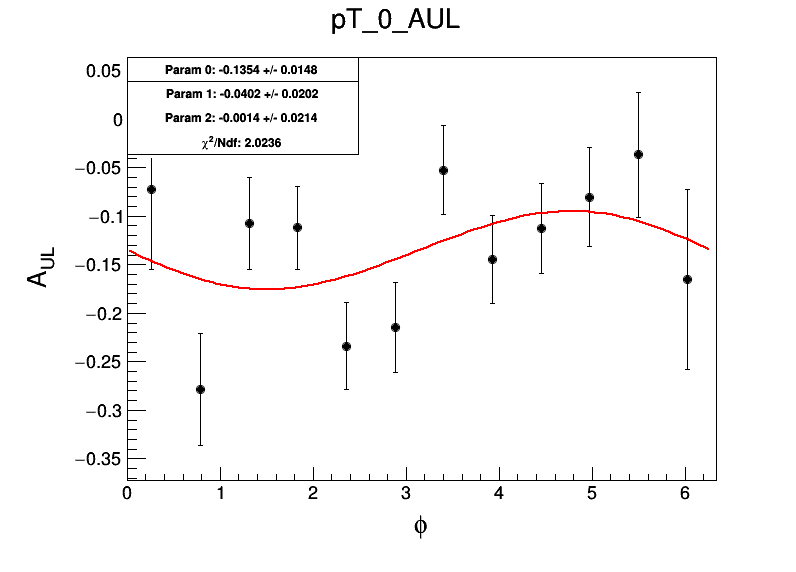 pT_0_AUL
Param 0: -0.1354 +/- 0.0148
Param 1: -0.0402 +/- 0.0202
Param 2: -0.0014 +/- 0.0214
χ²/Ndf: 2.0236
0.05
0
−0.05
−0.1
−0.15
−0.2
−0.25
−0.3
−0.35
A_UL
0 1 2 3 4 5 6
ϕ